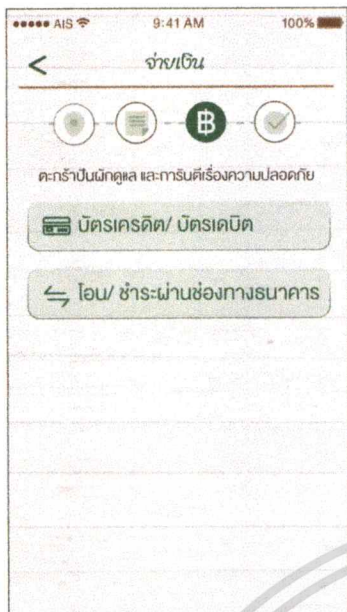 AIS 9:41 AM 100%
< จ่ายเงิน
฿
ตะกร้าปันผักดูแล และการันตีเรื่องความปลอดภัย
บัตรเครดิต/ บัตรเดบิต
โอน/ ชำระผ่านช่องทางธนาคาร